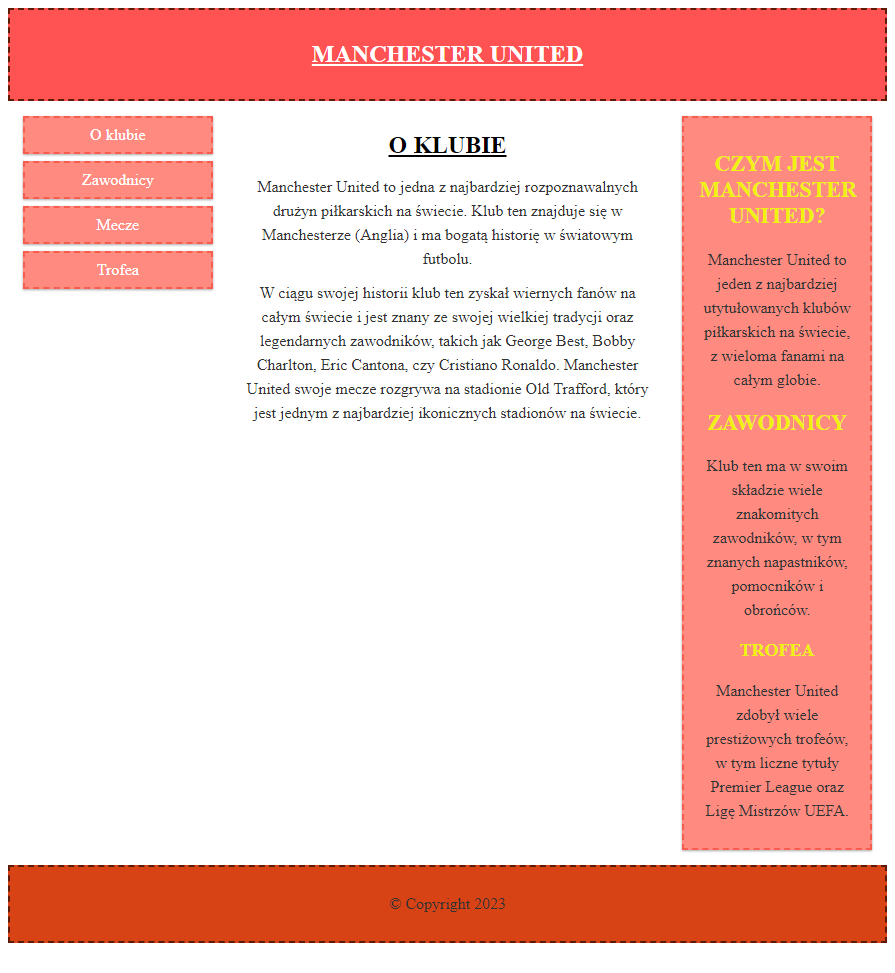 MANCHESTER UNITED
O klubie
Zawodnicy
Mecze
Trofea
O KLUBIE
Manchester United to jedna z najbardziej rozpoznawalnych
drużyn piłkarskich na świecie. Klub ten znajduje się w
Manchesterze (Anglia) i ma bogatą historię w światowym
futbolu.
W ciągu swojej historii klub ten zyskał wiernych fanów na
całym świecie i jest znany ze swojej wielkiej tradycji oraz
legendarnych zawodników, takich jak George Best, Bobby
Charlton, Eric Cantona, czy Cristiano Ronaldo. Manchester
United swoje mecze rozgrywa na stadionie Old Trafford, który
jest jednym z najbardziej ikonicznych stadionów na świecie.
CZYM JEST
MANCHESTER
UNITED?
Manchester United to
jeden z najbardziej
utytułowanych klubów
piłkarskich na świecie,
z wieloma fanami na
całym globie.
ZAWODNICY
Klub ten ma w swoim
składzie wiele
znakomitych
zawodników, w tym
znanych napastników,
pomocników i
obrońców.
TROFEA
Manchester United
zdobył wiele
prestiżowych trofeów,
w tym liczne tytuły
Premier League oraz
Ligę Mistrzów UEFA.
© Copyright 2023